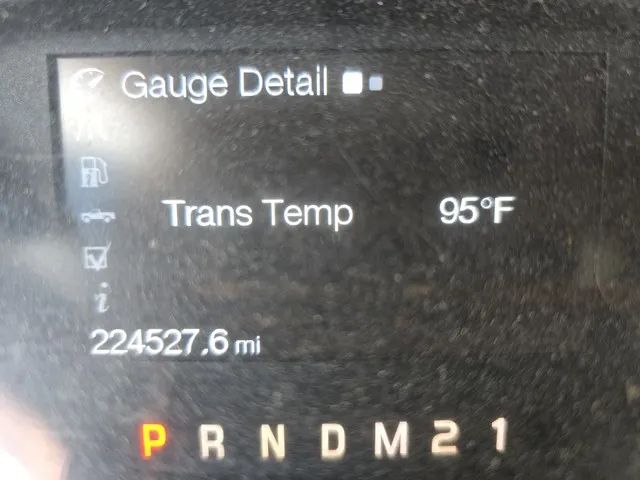 Gauge Detail
Trans Temp 95°F
i
224527.6 mi
P R N D M 2 1